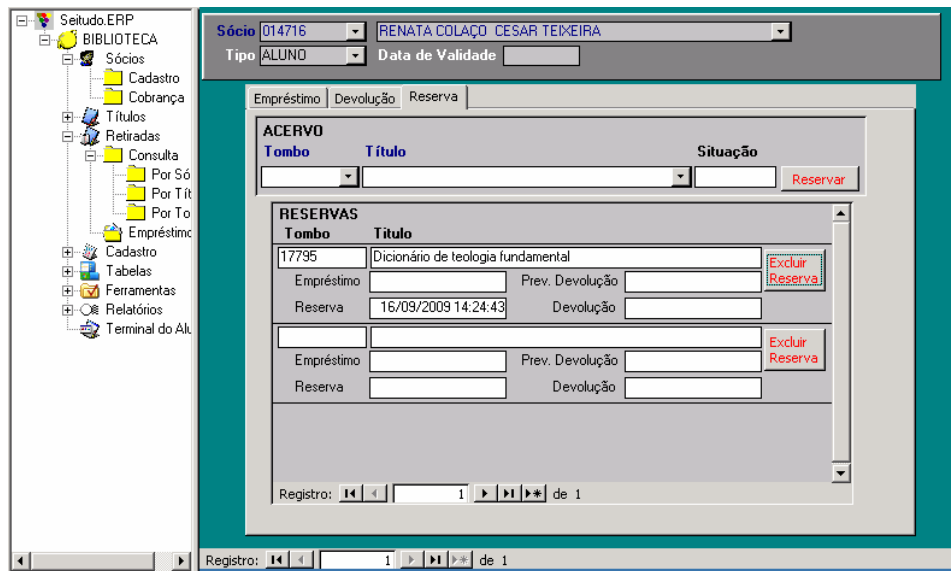 Seitudo.ERP
BIBLIOTECA
Sócios
Cadastro
Cobrança
Títulos
Retiradas
Consulta
Por Só
Por Tít
Por To
Empréstimo
Cadastro
Tabelas
Ferramentas
Relatórios
Terminal do Alu
Sócio 014716 RENATA COLAÇO CESAR TEIXEIRA
Tipo ALUNO Data de Validade
Empréstimo Devolução Reserva
ACERVO
Tombo Título Situação
Reservar
RESERVAS
Tombo Titulo
17795 Dicionário de teologia fundamental Excluir Reserva
Empréstimo Prev. Devolução
Reserva 16/09/2009 14:24:43 Devolução
Excluir Reserva
Empréstimo Prev. Devolução
Reserva Devolução
Registro: 1 de 1
Registro: 1 de 1